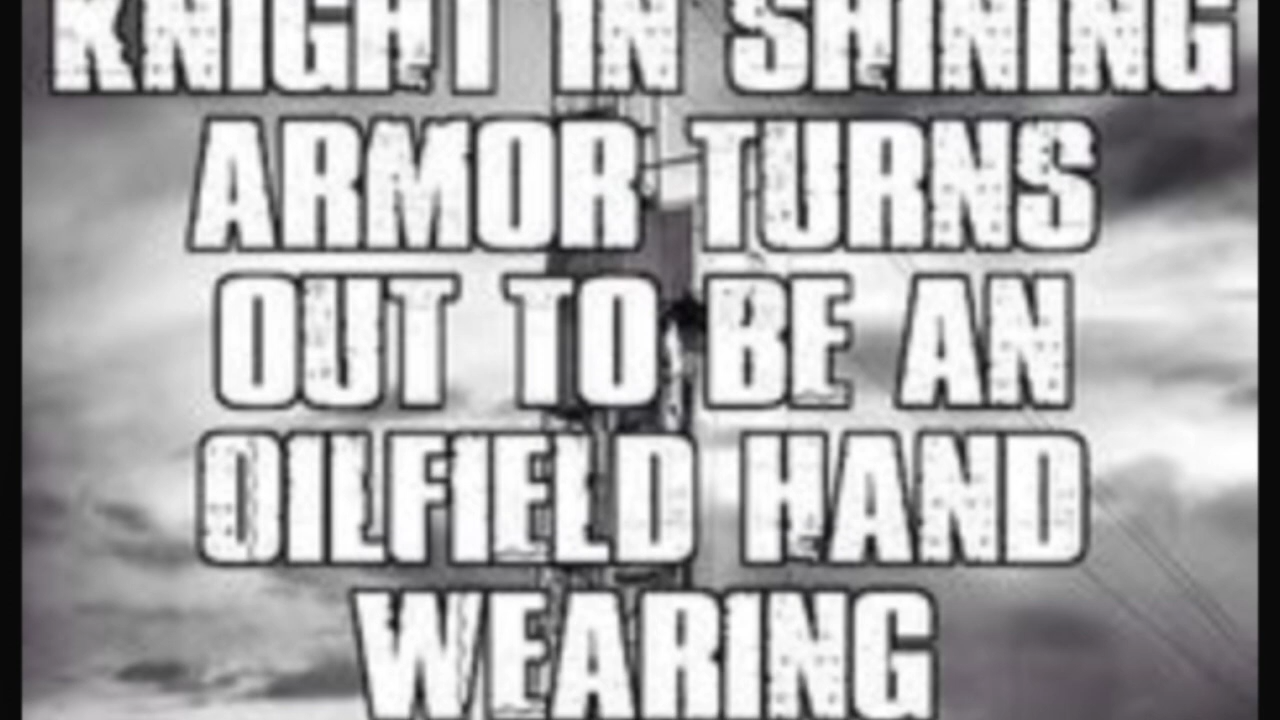 KNIGHT IN SHINING
ARMOR TURNS
OUT TO BE AN
OILFIELD HAND
WEARING